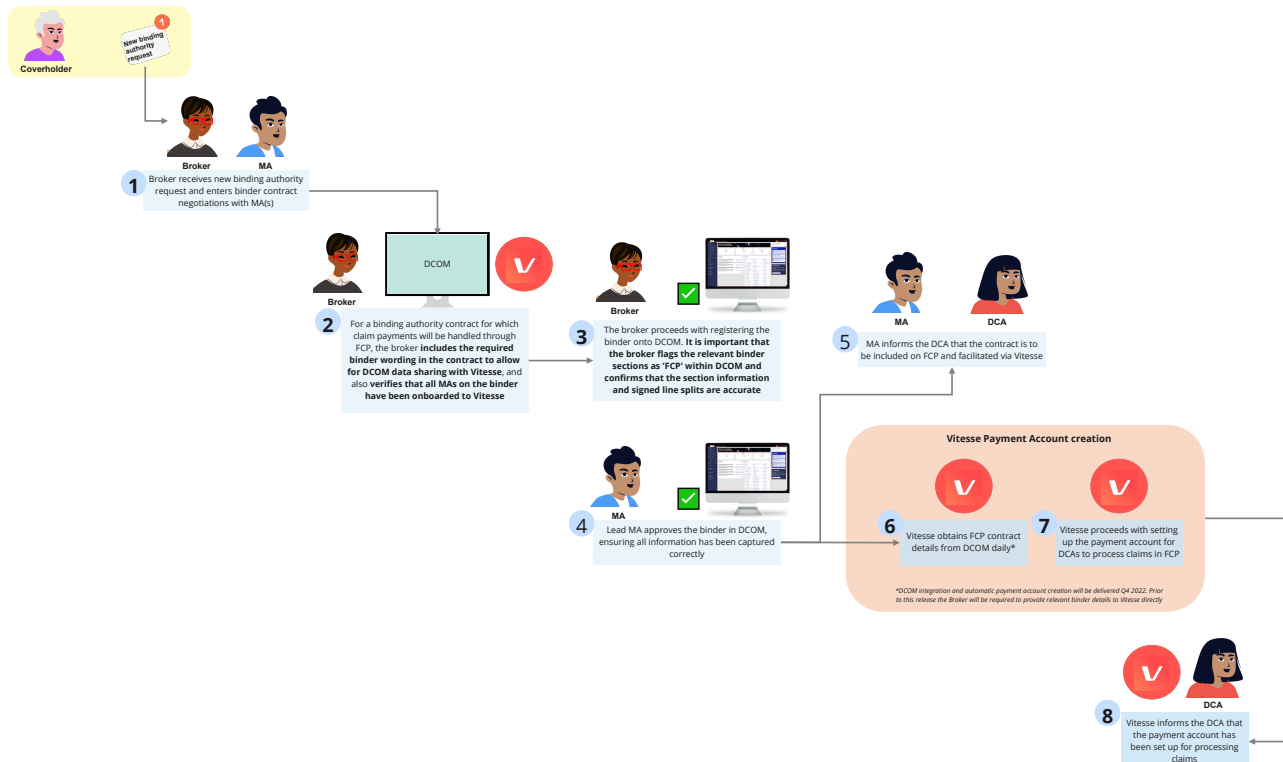 1
New binding
authority
request
Coverholder
Broker
MA
1
Broker receives new binding authority
request and enters binder contract
negotiations with MA(s)
DCOM
Broker
2
For a binding authority contract for which
claim payments will be handled through
FCP, the broker includes the required
binder wording in the contract to allow
for DCOM data sharing with Vitesse, and
also verifies that all MAs on the binder
have been onboarded to Vitesse
Broker
3
The broker proceeds with registering the
binder onto DCOM. It is important that
the broker flags the relevant binder
sections as 'FCP' within DCOM and
confirms that the section information
and signed line splits are accurate
MA
4
Lead MA approves the binder in DCOM,
ensuring all information has been captured
correctly
MA
DCA
5
MA informs the DCA that the contract is to
be included on FCP and facilitated via Vitesse
Vitesse Payment Account creation
6
Vitesse obtains FCP contract
details from DCOM daily*
7
Vitesse proceeds with setting
up the payment account for
DCAs to process claims in FCP
*DCOM integration and automatic payment account creation will be delivered Q4 2022. Prior
to this release the Broker will be required to provide relevant binder details to Vitesse directly
DCA
8
Vitesse informs the DCA that
the payment account has
been set up for processing
claims